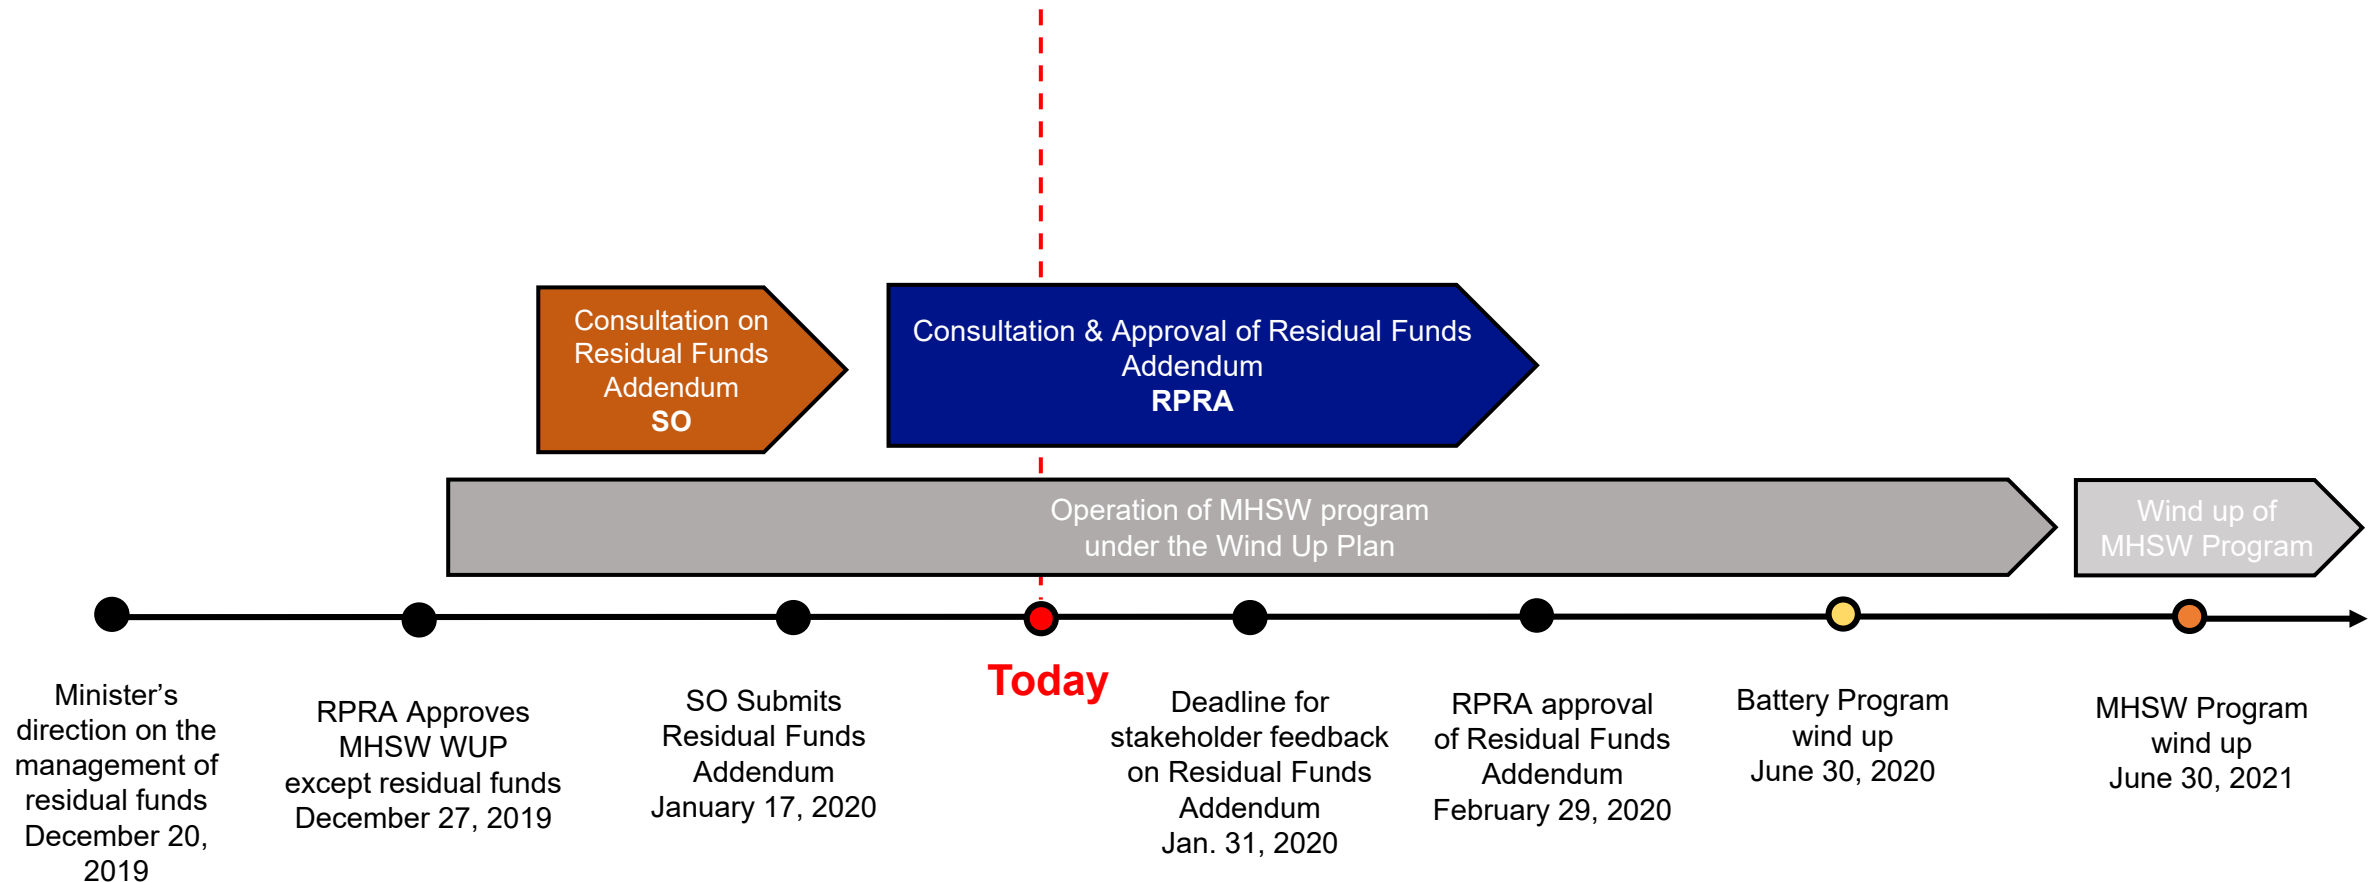 Consultation on
Residual Funds
Addendum
SO
Consultation & Approval of Residual Funds
Addendum
RPRA
Operation of MHSW program
under the Wind Up Plan
Wind up of
MHSW Program
Minister’s
direction on the
management of
residual funds
December 20,
2019
RPRA Approves
MHSW WUP
except residual funds
December 27, 2019
SO Submits
Residual Funds
Addendum
January 17, 2020
Today
Deadline for
stakeholder feedback
on Residual Funds
Addendum
Jan. 31, 2020
RPRA approval
of Residual Funds
Addendum
February 29, 2020
Battery Program
wind up
June 30, 2020
MHSW Program
wind up
June 30, 2021